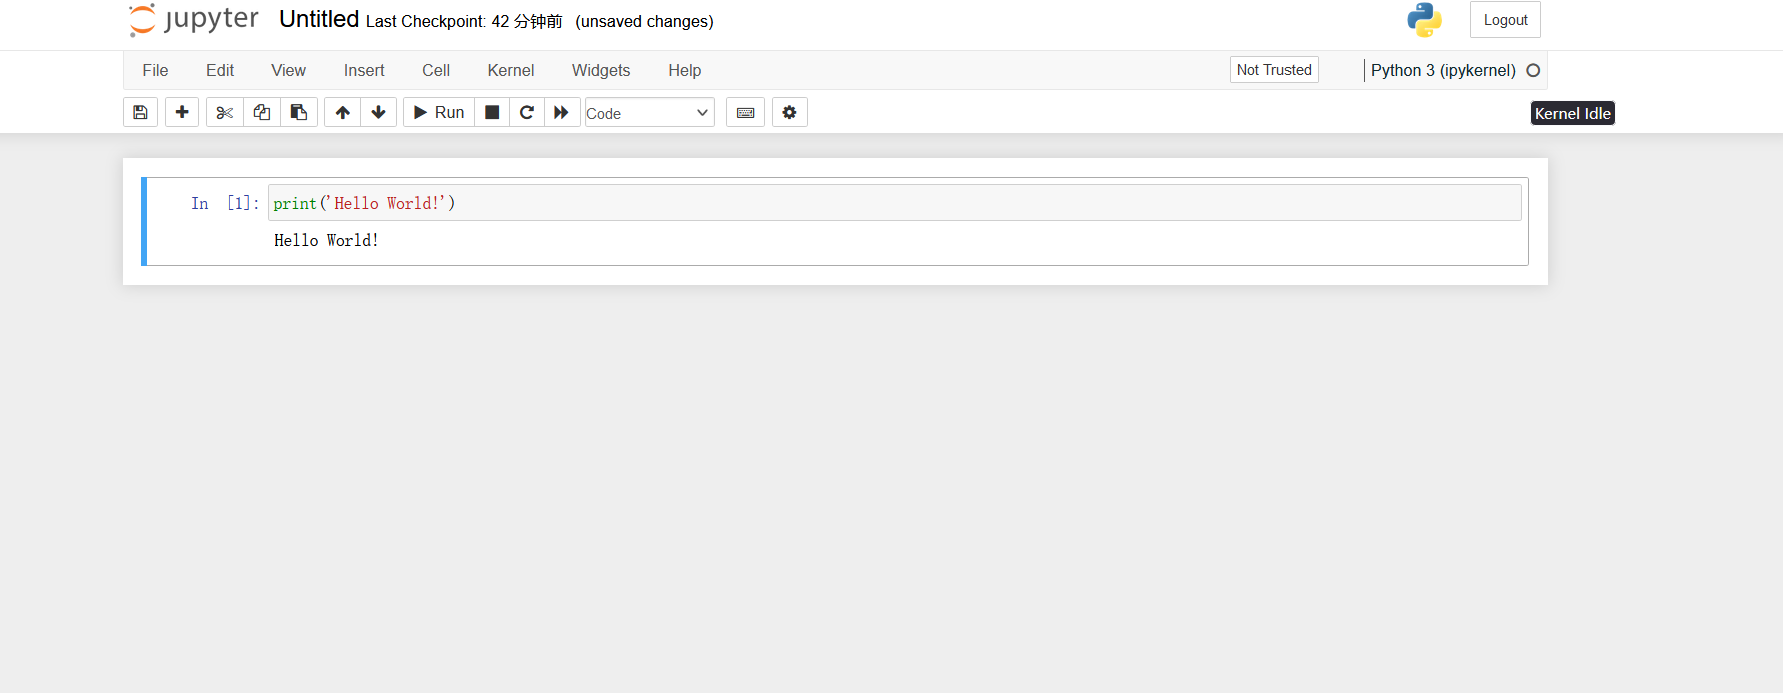 jupyter Untitled Last Checkpoint: 42 分钟前 (unsaved changes) Logout
File Edit View Insert Cell Kernel Widgets Help Not Trusted Python 3 (ipykernel)
Run Code Kernel Idle
In [1]: print('Hello World!')
Hello World!